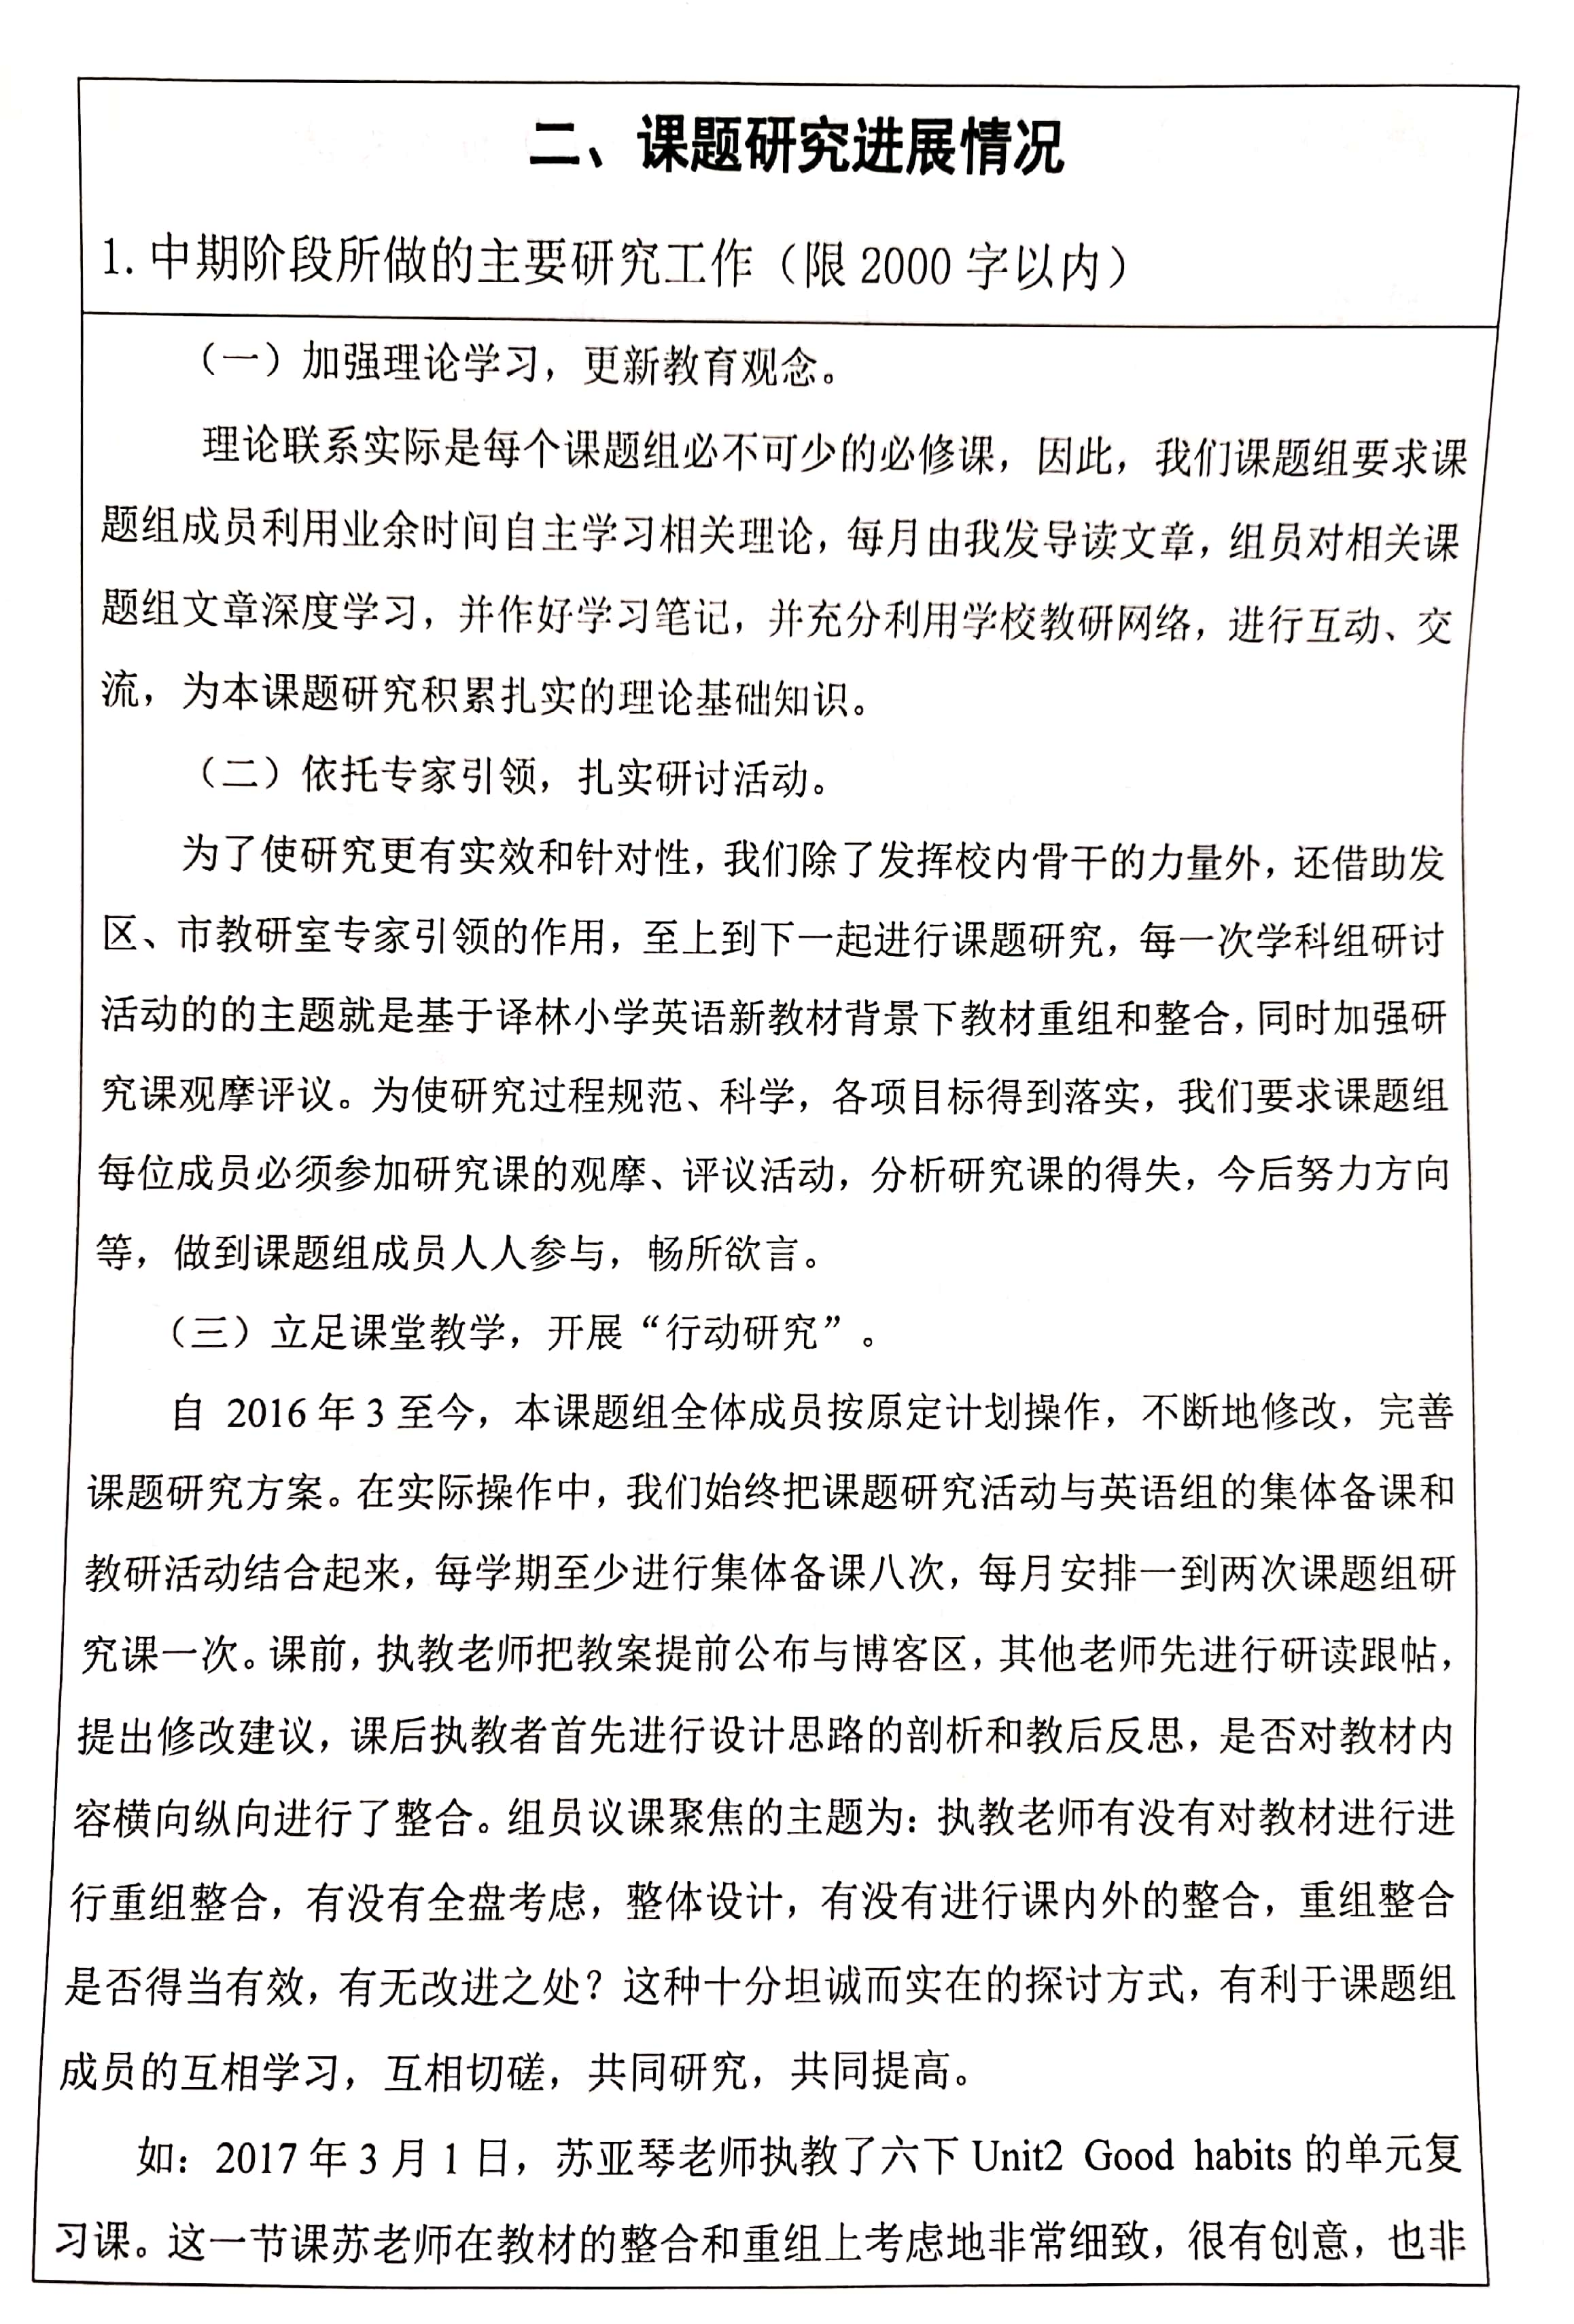 二、课题研究进展情况
1. 中期阶段所做的主要研究工作（限 2000 字以内）
（一）加强理论学习，更新教育观念。
理论联系实际是每个课题组必不可少的必修课，因此，我们课题组要求课
题组成员利用业余时间自主学习相关理论，每月由我发导读文章，组员对相关课
题组文章深度学习，并作好学习笔记，并充分利用学校教研网络，进行互动、交
流，为本课题研究积累扎实的理论基础知识。
（二）依托专家引领，扎实研讨活动。
为了使研究更有实效和针对性，我们除了发挥校内骨干的力量外，还借助发
区、市教研室专家引领的作用，至上到下一起进行课题研究，每一次学科组研讨
活动的的主题就是基于译林小学英语新教材背景下教材重组和整合，同时加强研
究课观摩评议。为使研究过程规范、科学，各项目标得到落实，我们要求课题组
每位成员必须参加研究课的观摩、评议活动，分析研究课的得失，今后努力方向
等，做到课题组成员人人参与，畅所欲言。
（三）立足课堂教学，开展“行动研究”。
自 2016 年 3 至今，本课题组全体成员按原定计划操作，不断地修改，完善
课题研究方案。在实际操作中，我们始终把课题研究活动与英语组的集体备课和
教研活动结合起来，每学期至少进行集体备课八次，每月安排一到两次课题组研
究课一次。课前，执教老师把教案提前公布与博客区，其他老师先进行研读跟帖，
提出修改建议，课后执教者首先进行设计思路的剖析和教后反思，是否对教材内
容横向纵向进行了整合。组员议课聚焦的主题为：执教老师有没有对教材进行进
行重组整合，有没有全盘考虑，整体设计，有没有进行课内外的整合，重组整合
是否得当有效，有无改进之处？这种十分坦诚而实在的探讨方式，有利于课题组
成员的互相学习，互相切磋，共同研究，共同提高。
如：2017 年 3 月 1 日，苏亚琴老师执教了六下 Unit2 Good habits 的单元复
习课。这一节课苏老师在教材的整合和重组上考虑地非常细致，很有创意，也非